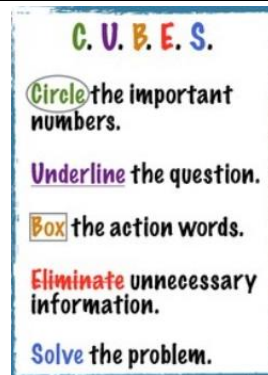 C. U. B. E. S.
Circle the important
numbers.
Underline the question.
Box the action words.
Eliminate unnecessary
information.
Solve the problem.